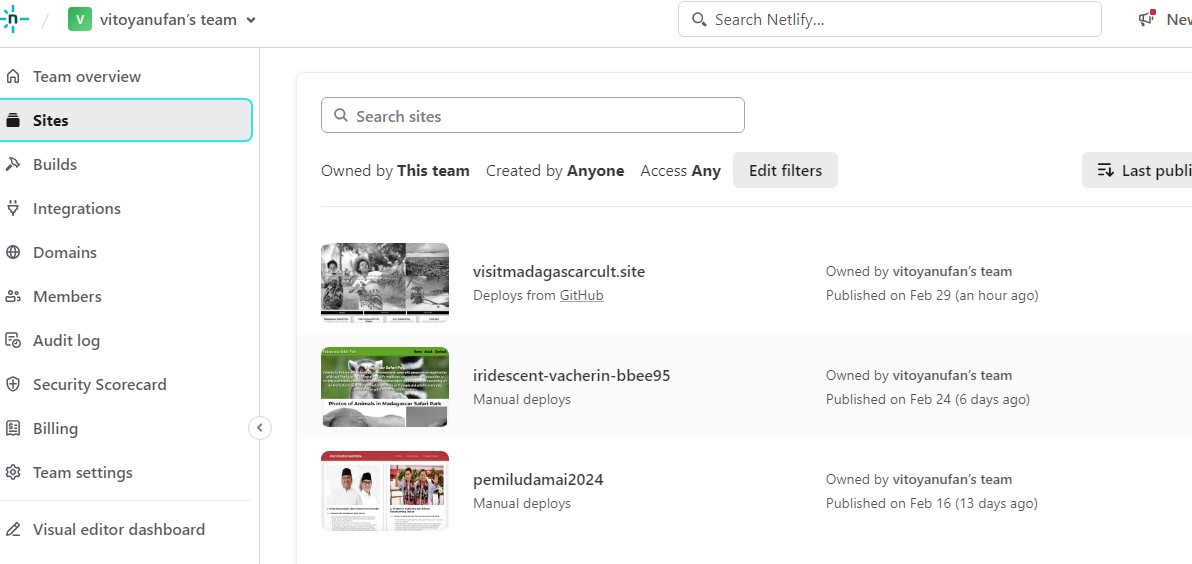 n / V vitoyanufan's team
Search Netlify...
New
Team overview
Sites
Builds
Integrations
Domains
Members
Audit log
Security Scorecard
Billing
Team settings
Visual editor dashboard
Search sites
Owned by This team Created by Anyone Access Any Edit filters
Last publi
visitmadagascarcult.site
Deploys from GitHub
Owned by vitoyanufan's team
Published on Feb 29 (an hour ago)
Photos of Animals in Madagascar Safari Park
iridescent-vacherin-bbee95
Manual deploys
Owned by vitoyanufan's team
Published on Feb 24 (6 days ago)
pemiludamai2024
Manual deploys
Owned by vitoyanufan's team
Published on Feb 16 (13 days ago)